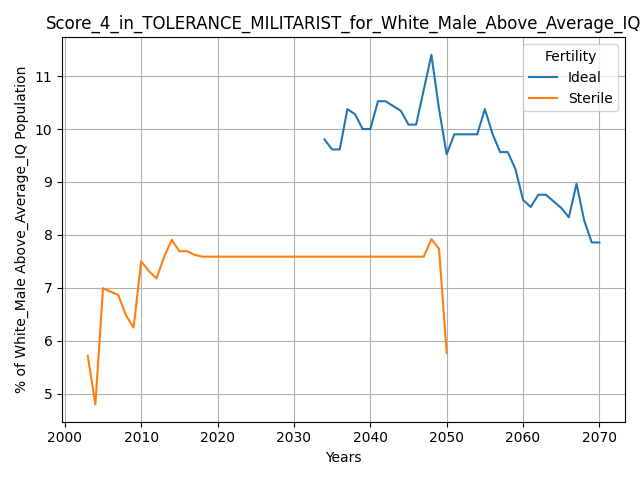 Score_4_in_TOLERANCE_MILITARIST_for_White_Male_Above_Average_IQ
% of White_Male Above_Average_IQ Population
11
10
9
8
7
6
5
Fertility
Ideal
Sterile
2000 2010 2020 2030 2040 2050 2060 2070
Years